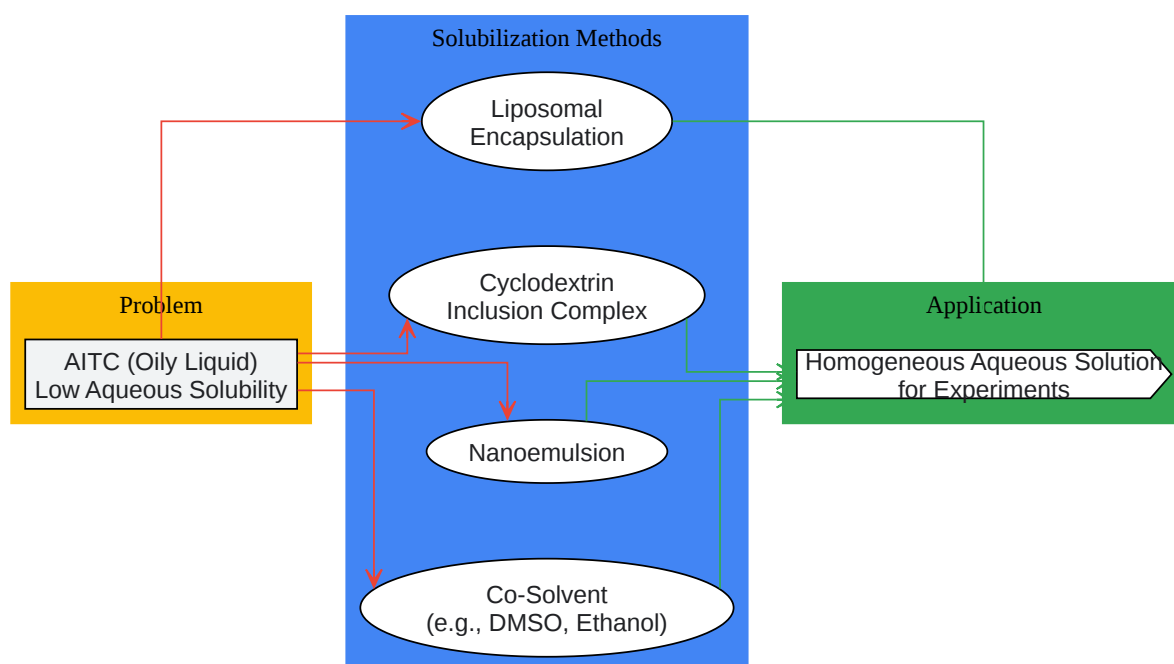 Solubilization Methods
Liposomal
Encapsulation
Cyclodextrin
Inclusion Complex
Problem
AITC (Oily Liquid)
Low Aqueous Solubility
Application
Homogeneous Aqueous Solution
for Experiments
Nanoemulsion
Co-Solvent
(e.g., DMSO, Ethanol)